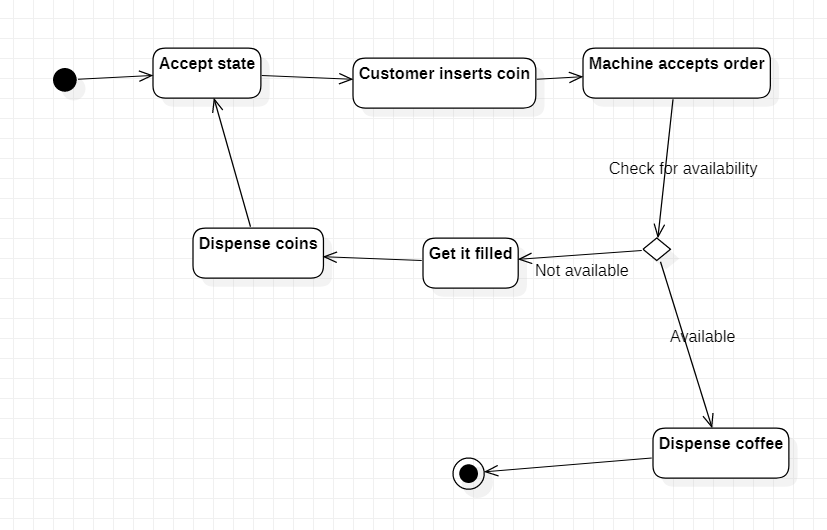 Accept state
Customer inserts coin
Machine accepts order
Check for availability
Dispense coins
Get it filled
Not available
Available
Dispense coffee